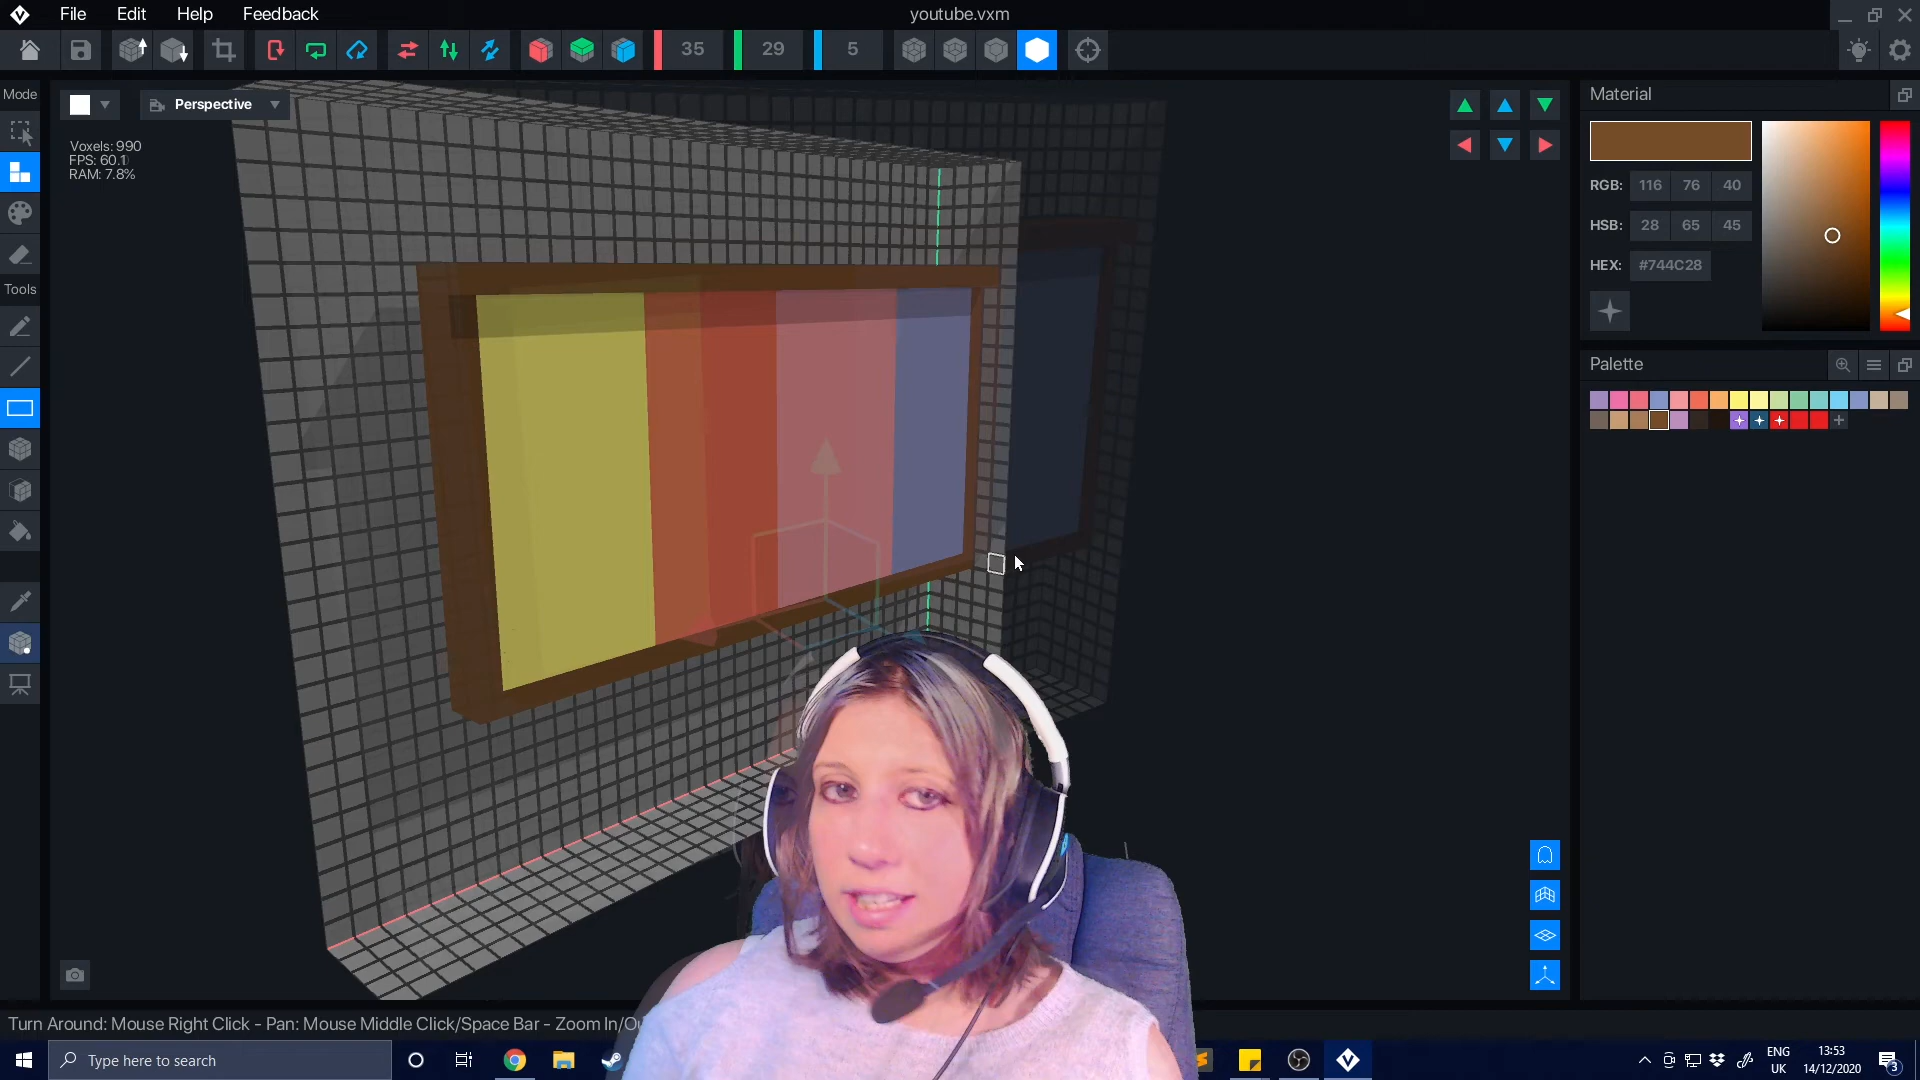 File Edit Help Feedback
youtube.vxm
35 29 5
Mode
Perspective
Voxels: 990
FPS: 60.1
RAM: 7.8%
Tools
Material
RGB: 116 76 40
HSB: 28 65 45
HEX: #744C28
Palette
Turn Around: Mouse Right Click - Pan: Mouse Middle Click/Space Bar - Zoom In/
Type here to search
ENG
UK
13:53
14/12/2020
3